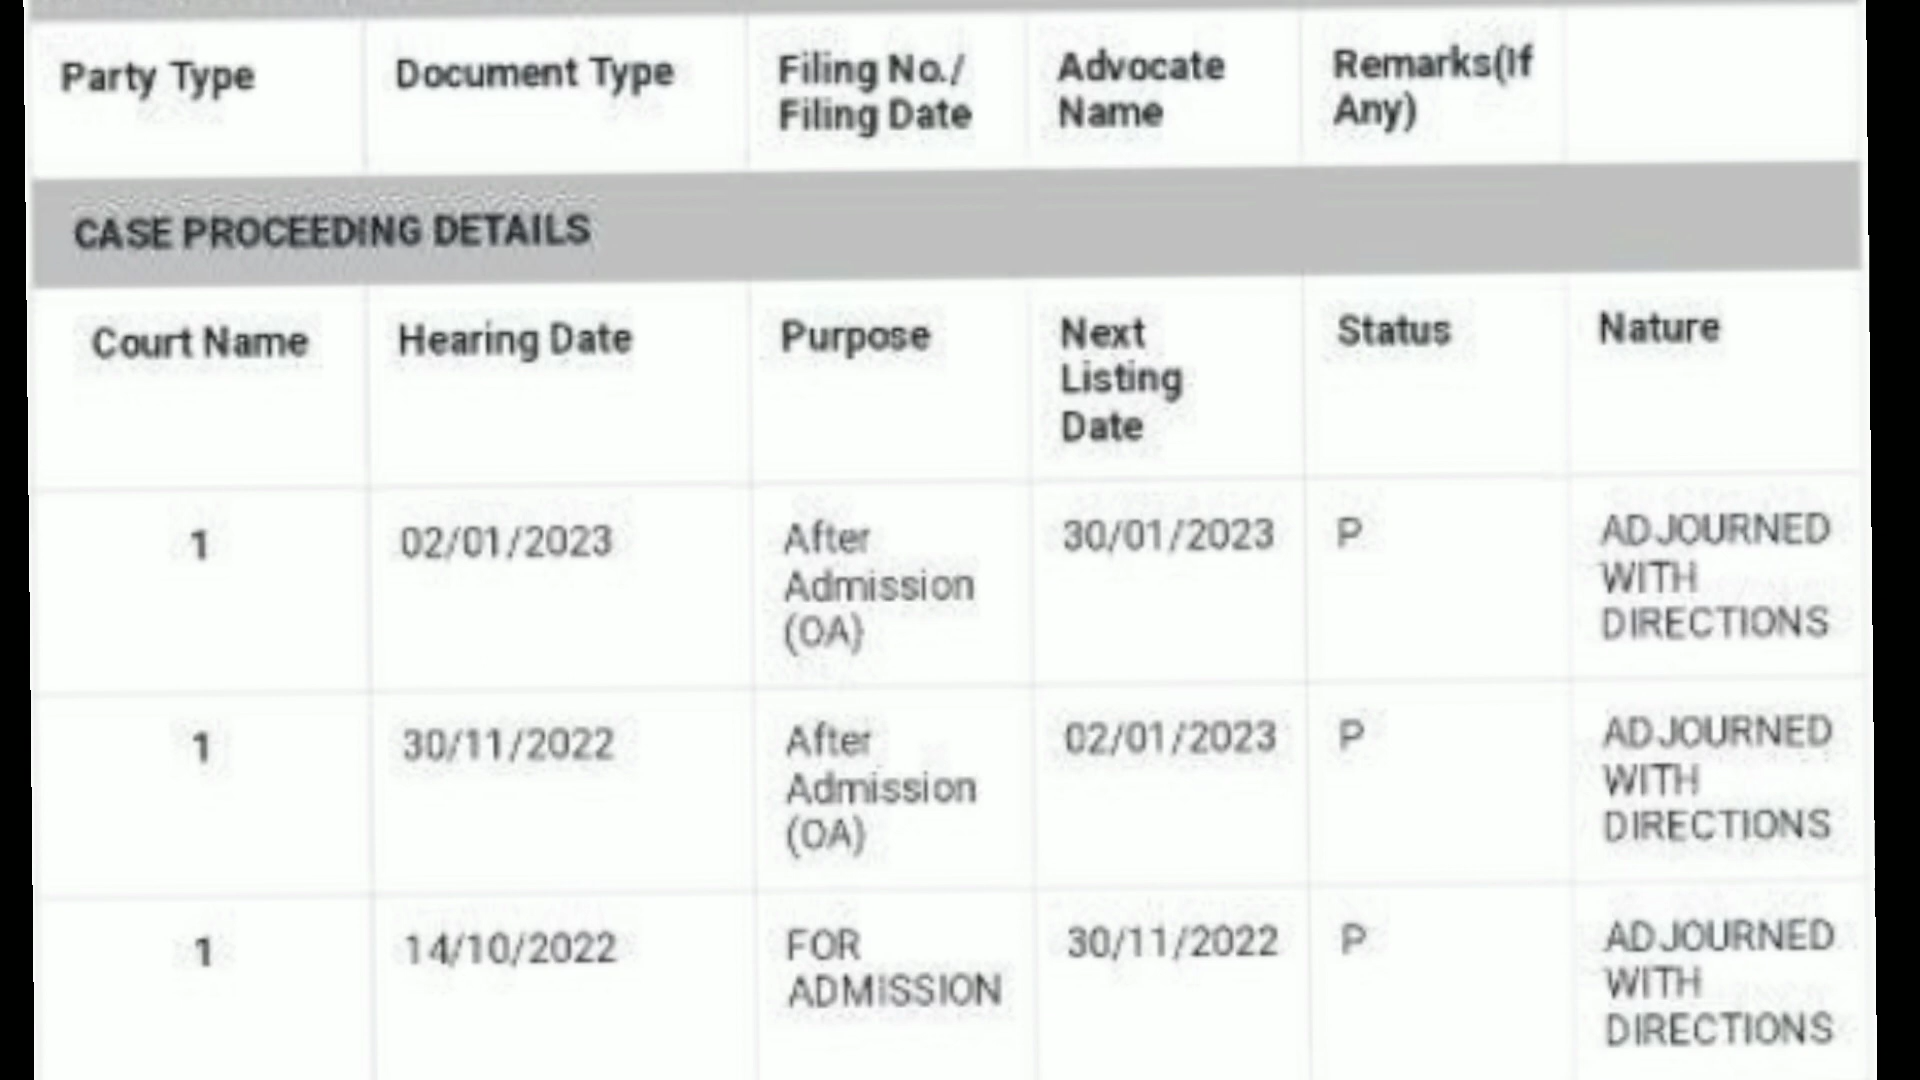 Party Type Document Type Filing No./ Advocate Remarks(If
Filing Date Name Any)
CASE PROCEEDING DETAILS
Court Name Hearing Date Purpose Next Status Nature
Listing
Date
1 02/01/2023 After 30/01/2023 P ADJOURNED
Admission WITH
(OA) DIRECTIONS
1 30/11/2022 After 02/01/2023 P ADJOURNED
Admission WITH
(OA) DIRECTIONS
1 14/10/2022 FOR 30/11/2022 P ADJOURNED
ADMISSION WITH
DIRECTIONS